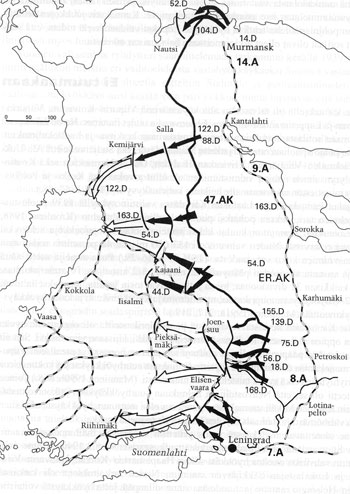 52.D
104.D
Nautsi
14.D
Murmansk
14.A
Salla
122.D
88.D
Kantalahti
Kemijärvi
9.A
122.D
47.AK
163.D
163.D
54.D
Sorokka
Kajaani
54.D
ER.AK
Kokkola
44.D
Iisalmi
Karhumäki
Vaasa
155.D
139.D
Joen-
suu
Pieksä-
mäki
75.D
Petroskoi
56.D
18.D
Elisen-
vaara
8.A
168.D
Lotina-
pelto
Riihimäki
Leningrad
Suomenlahti
7.A
50
100